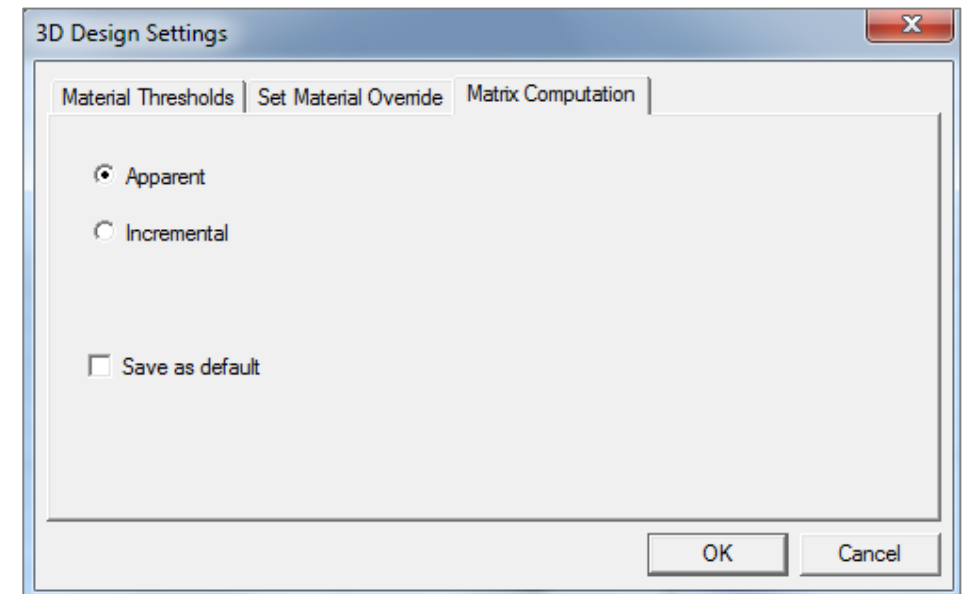 3D Design Settings
Material Thresholds Set Material Override Matrix Computation
Apparent
Incremental
Save as default
OK Cancel